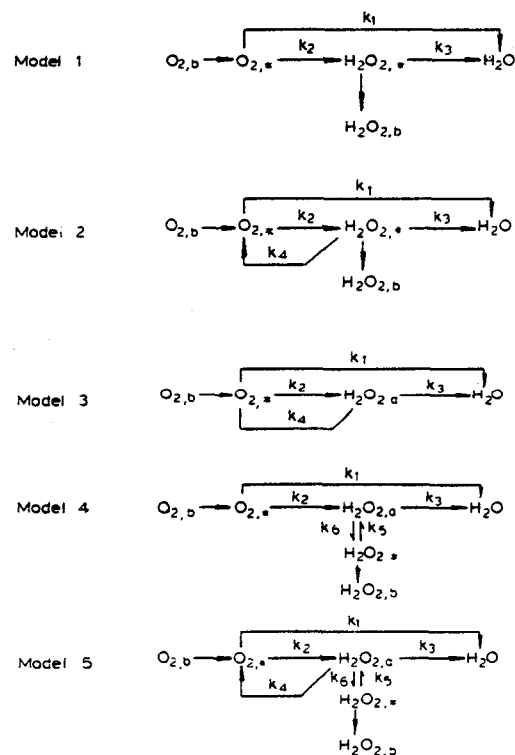 k₁
Model 1 O₂,b O₂,* k₂ H₂O₂,* k₃ H₂O
H₂O₂,b
k₁
Model 2 O₂,b O₂,* k₂ H₂O₂,* k₃ H₂O
k₄
H₂O₂,b
k₁
Model 3 O₂,b O₂,* k₂ H₂O₂ a k₃ H₂O
k₄
k₁
Model 4 O₂,b O₂,* k₂ H₂O₂,a k₃ H₂O
k₆ k₅
H₂O₂ *
H₂O₂,b
k₁
Model 5 O₂,b O₂,* k₂ H₂O₂,a k₃ H₂O
k₄ k₆ k₅
H₂O₂,*
H₂O₂,b